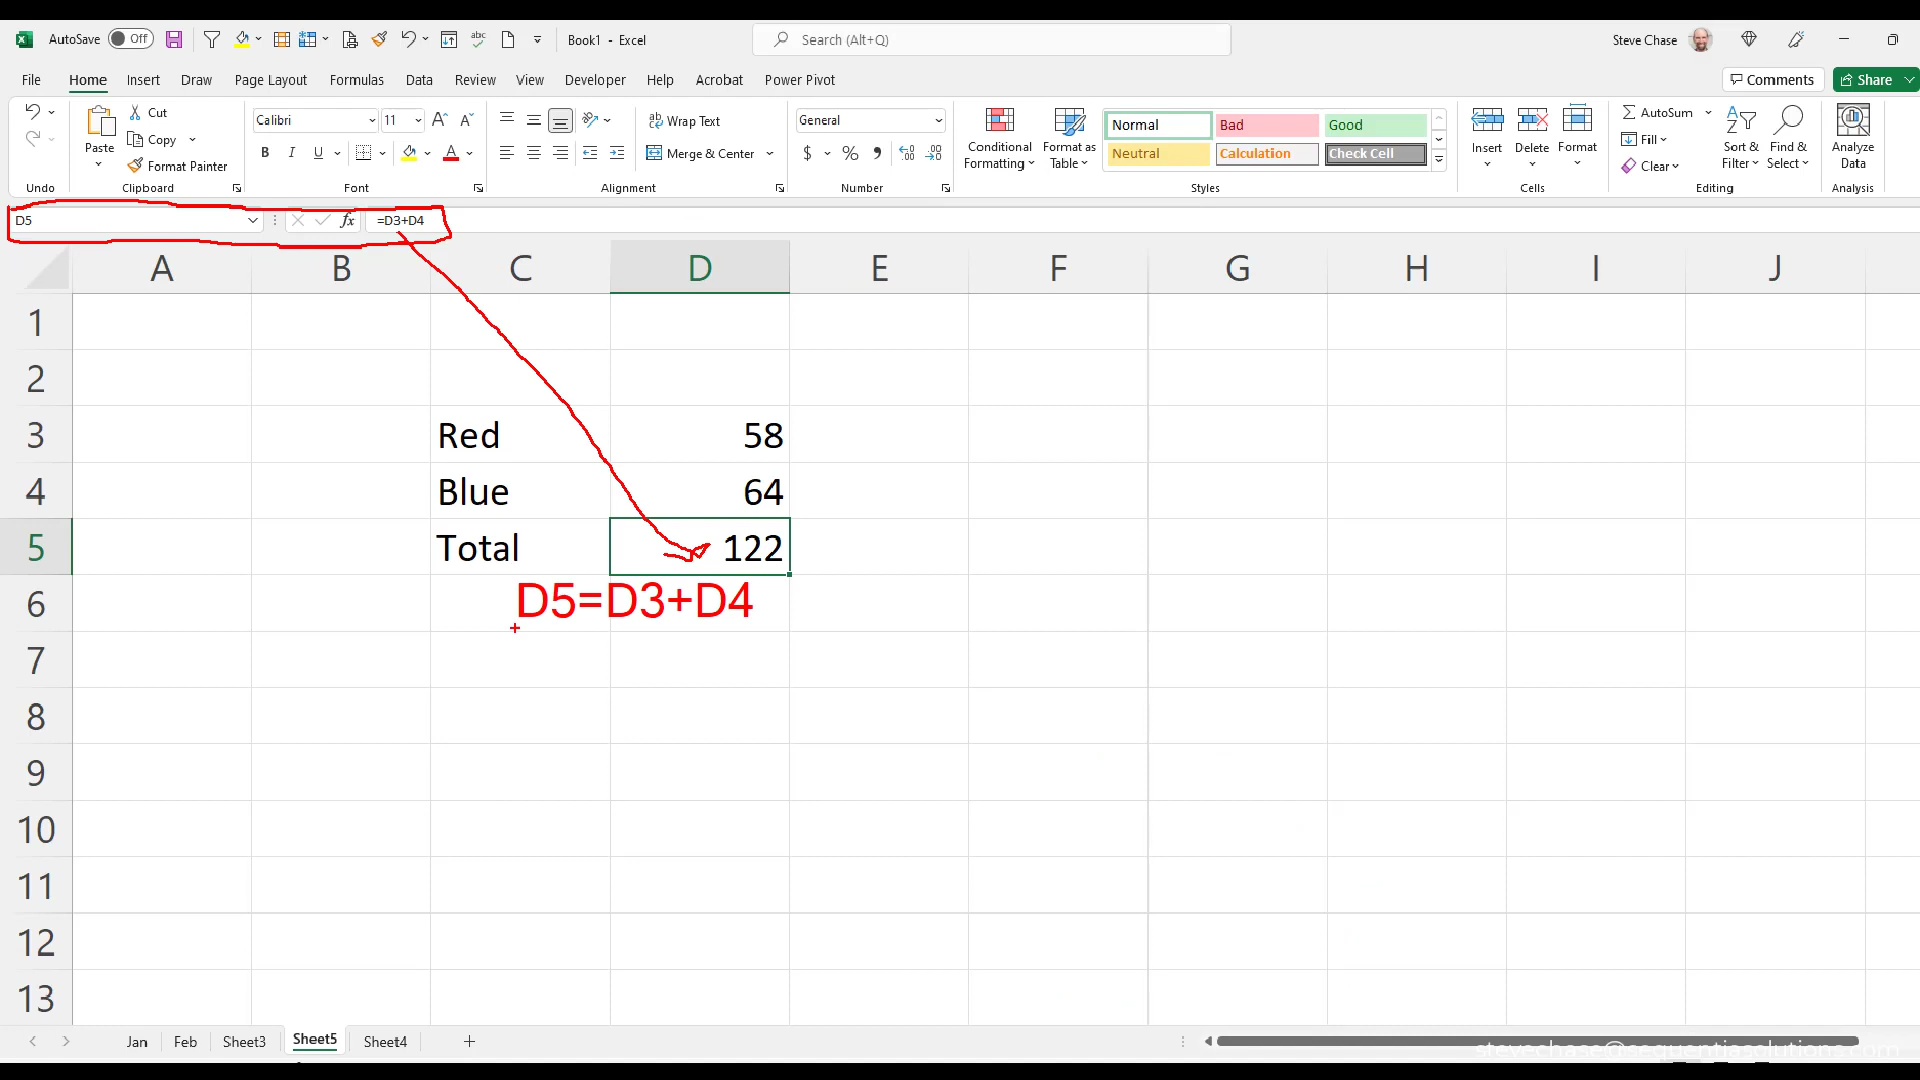 AutoSave Off Book1 - Excel Search (Alt+Q) Steve Chase
File Home Insert Draw Page Layout Formulas Data Review View Developer Help Acrobat Power Pivot Comments Share
Paste Cut Copy Format Painter
Calibri 11 A A B I U A
Wrap Text Merge & Center
General $ %
Conditional Formatting Format as Table
Normal Bad Good
Neutral Calculation Check Cell
Insert Delete Format
AutoSum Fill Clear
Sort & Filter Find & Select
Analyze Data
Undo Clipboard Font Alignment Number Styles Cells Editing Analysis
D5 fx =D3+D4
A B C D E F G H I J
1
2
3 Red 58
4 Blue 64
5 Total 122
6 D5=D3+D4
7
8
9
10
11
12
13
Jan Feb Sheet3 Sheet5 Sheet4
stevechase@sequentiasolutions.com